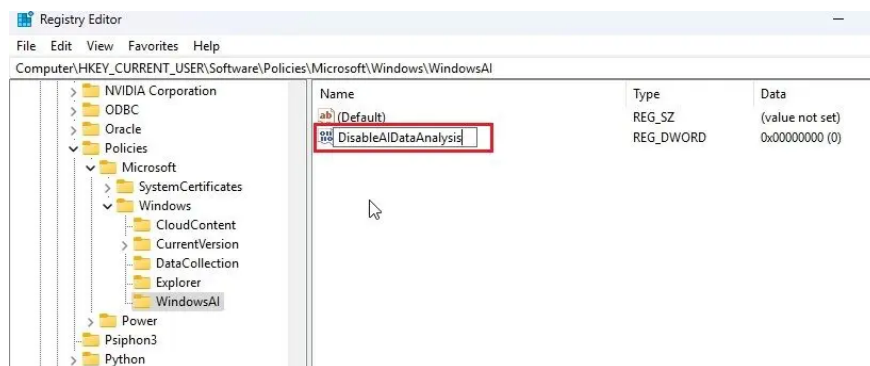 Registry Editor
File Edit View Favorites Help
Computer\HKEY_CURRENT_USER\Software\Policies\Microsoft\Windows\WindowsAI
NVIDIA Corporation
ODBC
Oracle
Policies
Microsoft
SystemCertificates
Windows
CloudContent
CurrentVersion
DataCollection
Explorer
WindowsAI
Power
Psiphon3
Python
Name Type Data
(Default) REG_SZ (value not set)
DisableAIDataAnalysis REG_DWORD 0x00000000 (0)